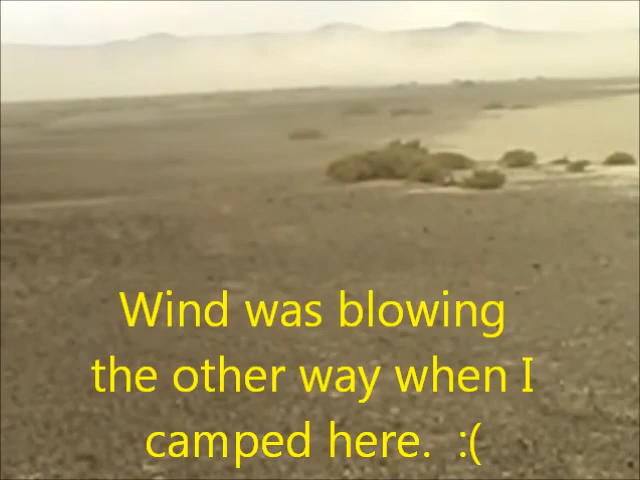 Wind was blowing
the other way when I
camped here.  :(